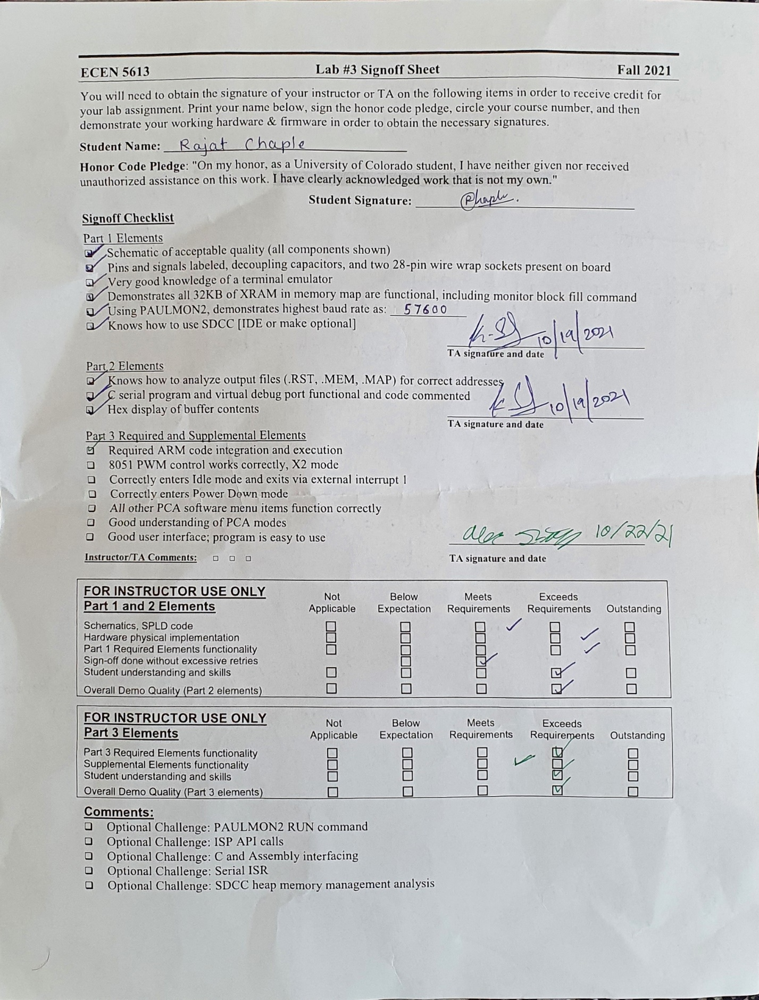 ECEN 5613 Lab #3 Signoff Sheet Fall 2021
You will need to obtain the signature of your instructor or TA on the following items in order to receive credit for
your lab assignment. Print your name below, sign the honor code pledge, circle your course number, and then
demonstrate your working hardware & firmware in order to obtain the necessary signatures.
Student Name: Rajat Chaple
Honor Code Pledge: "On my honor, as a University of Colorado student, I have neither given nor received
unauthorized assistance on this work. I have clearly acknowledged work that is not my own."
Student Signature:
Signoff Checklist
Part 1 Elements
Schematic of acceptable quality (all components shown)
Pins and signals labeled, decoupling capacitors, and two 28-pin wire wrap sockets present on board
Very good knowledge of a terminal emulator
Demonstrates all 32KB of XRAM in memory map are functional, including monitor block fill command
Using PAULMON2, demonstrates highest baud rate as: 57600
Knows how to use SDCC [IDE or make optional]
10/19/2021
TA signature and date
Part 2 Elements
Knows how to analyze output files (.RST, .MEM, .MAP) for correct addresses
C serial program and virtual debug port functional and code commented
Hex display of buffer contents
10/19/2021
TA signature and date
Part 3 Required and Supplemental Elements
Required ARM code integration and execution
8051 PWM control works correctly, X2 mode
Correctly enters Idle mode and exits via external interrupt 1
Correctly enters Power Down mode
All other PCA software menu items function correctly
Good understanding of PCA modes
Good user interface; program is easy to use
10/22/21
Instructor/TA Comments: TA signature and date
FOR INSTRUCTOR USE ONLY
Part 1 and 2 Elements
Not Applicable Below Expectation Meets Requirements Exceeds Requirements Outstanding
Schematics, SPLD code
Hardware physical implementation
Part 1 Required Elements functionality
Sign-off done without excessive retries
Student understanding and skills
Overall Demo Quality (Part 2 elements)
FOR INSTRUCTOR USE ONLY
Part 3 Elements
Not Applicable Below Expectation Meets Requirements Exceeds Requirements Outstanding
Part 3 Required Elements functionality
Supplemental Elements functionality
Student understanding and skills
Overall Demo Quality (Part 3 elements)
Comments:
Optional Challenge: PAULMON2 RUN command
Optional Challenge: ISP API calls
Optional Challenge: C and Assembly interfacing
Optional Challenge: Serial ISR
Optional Challenge: SDCC heap memory management analysis